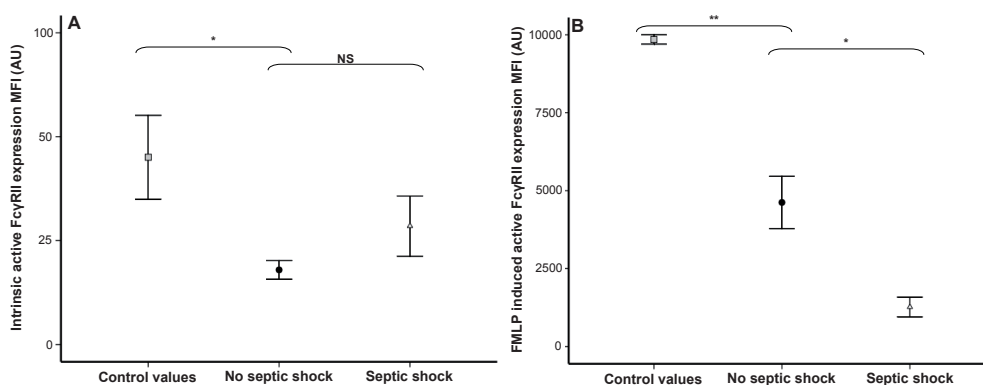 A
Intrinsic active FcγRII expression MFI (AU)
100
50
25
0
*
NS
Control values
No septic shock
Septic shock
B
FMLP induced active FcγRII expression MFI (AU)
10000
7500
5000
2500
0
**
*
Control values
No septic shock
Septic shock